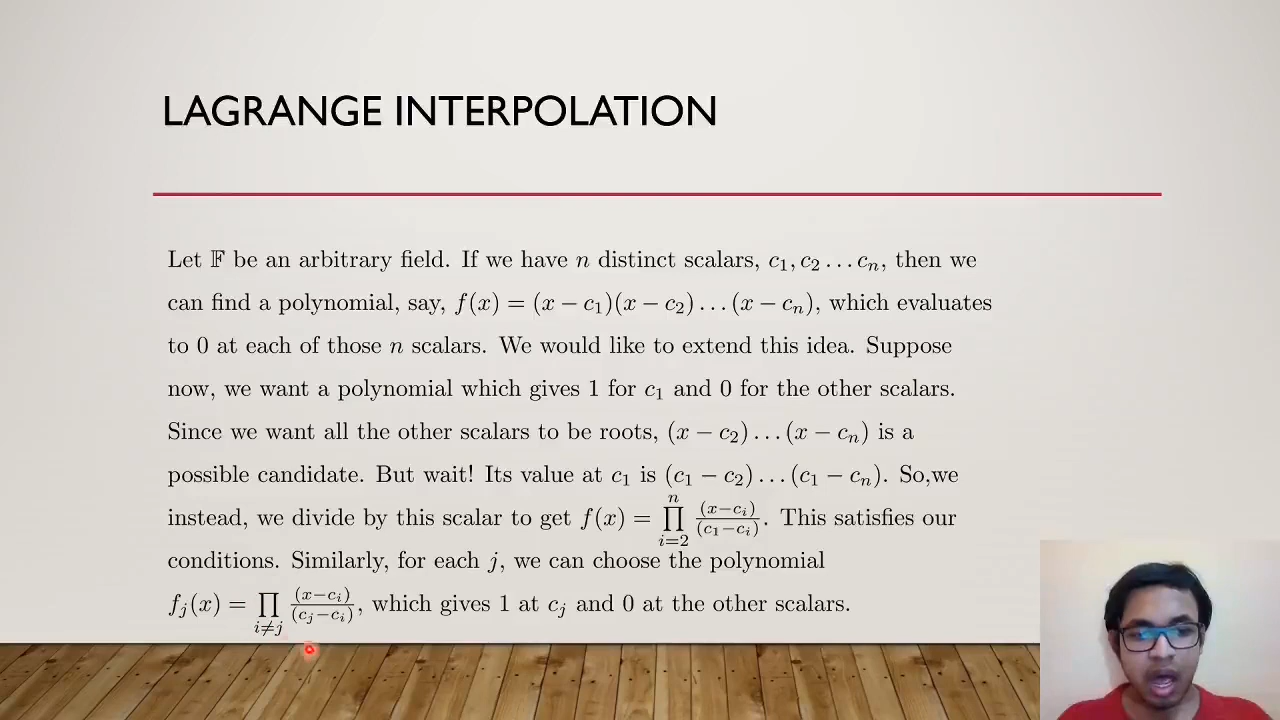 LAGRANGE INTERPOLATION
Let 𝔽 be an arbitrary field. If we have n distinct scalars, c₁, c₂ … cₙ, then we
can find a polynomial, say, f(x) = (x − c₁)(x − c₂) … (x − cₙ), which evaluates
to 0 at each of those n scalars. We would like to extend this idea. Suppose
now, we want a polynomial which gives 1 for c₁ and 0 for the other scalars.
Since we want all the other scalars to be roots, (x − c₂) … (x − cₙ) is a
possible candidate. But wait! Its value at c₁ is (c₁ − c₂) … (c₁ − cₙ). So,we
instead, we divide by this scalar to get f(x) = ∏_{i=2}^{n} (x−cᵢ)/(c₁−cᵢ). This satisfies our
conditions. Similarly, for each j, we can choose the polynomial
fⱼ(x) = ∏_{i≠j} (x−cᵢ)/(cⱼ−cᵢ), which gives 1 at cⱼ and 0 at the other scalars.